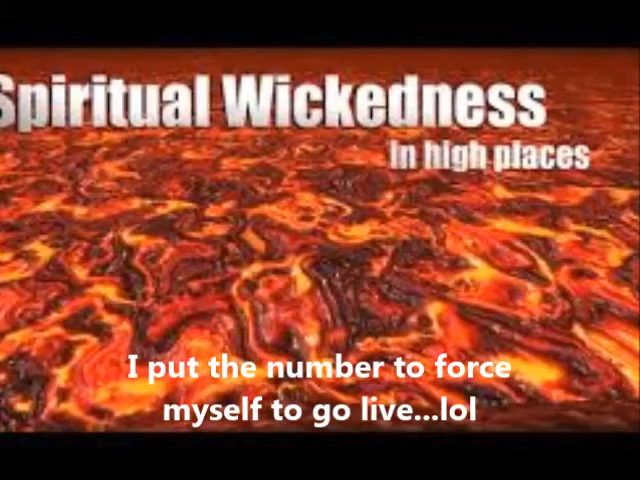 Spiritual Wickedness
In high places
I put the number to force
myself to go live...lol